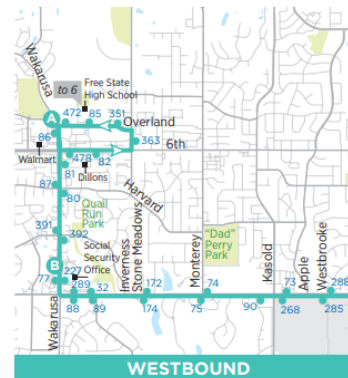 Wakarusa
to 6
Free State
High School
472
85
351
Overland
A
86
363
6th
Walmart
478
82
81
Dillons
87
Harvard
80
Quail
Run
Park
391
392
Social
Security
Office
Inverness
Stone Meadows
Monterey
"Dad"
Perry
Park
Kasold
Apple
Westbrooke
B
77
227
289
32
172
74
73
288
88
89
174
75
90
268
285
Wakarusa
WESTBOUND